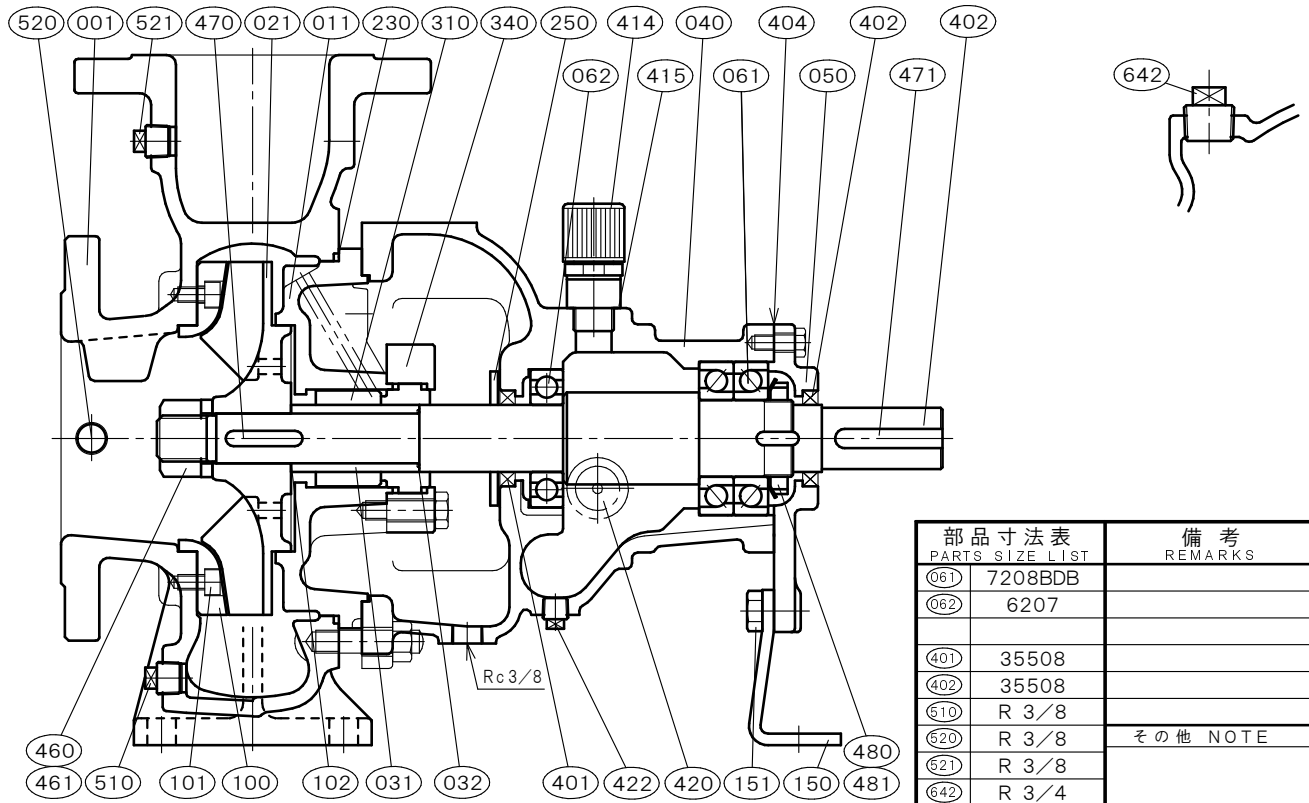 520 001 521 470 021 011 230 310 340 250 414 040 404 402 402
062 415 061 050 471 642
Rc3/8
460 480
461 510 101 100 102 031 032 401 422 420 151 150 481
部品寸法表 備考
PARTS SIZE LIST REMARKS
061 7208BDB
062 6207
401 35508
402 35508
510 R 3/8
520 R 3/8 その他 NOTE
521 R 3/8
642 R 3/4